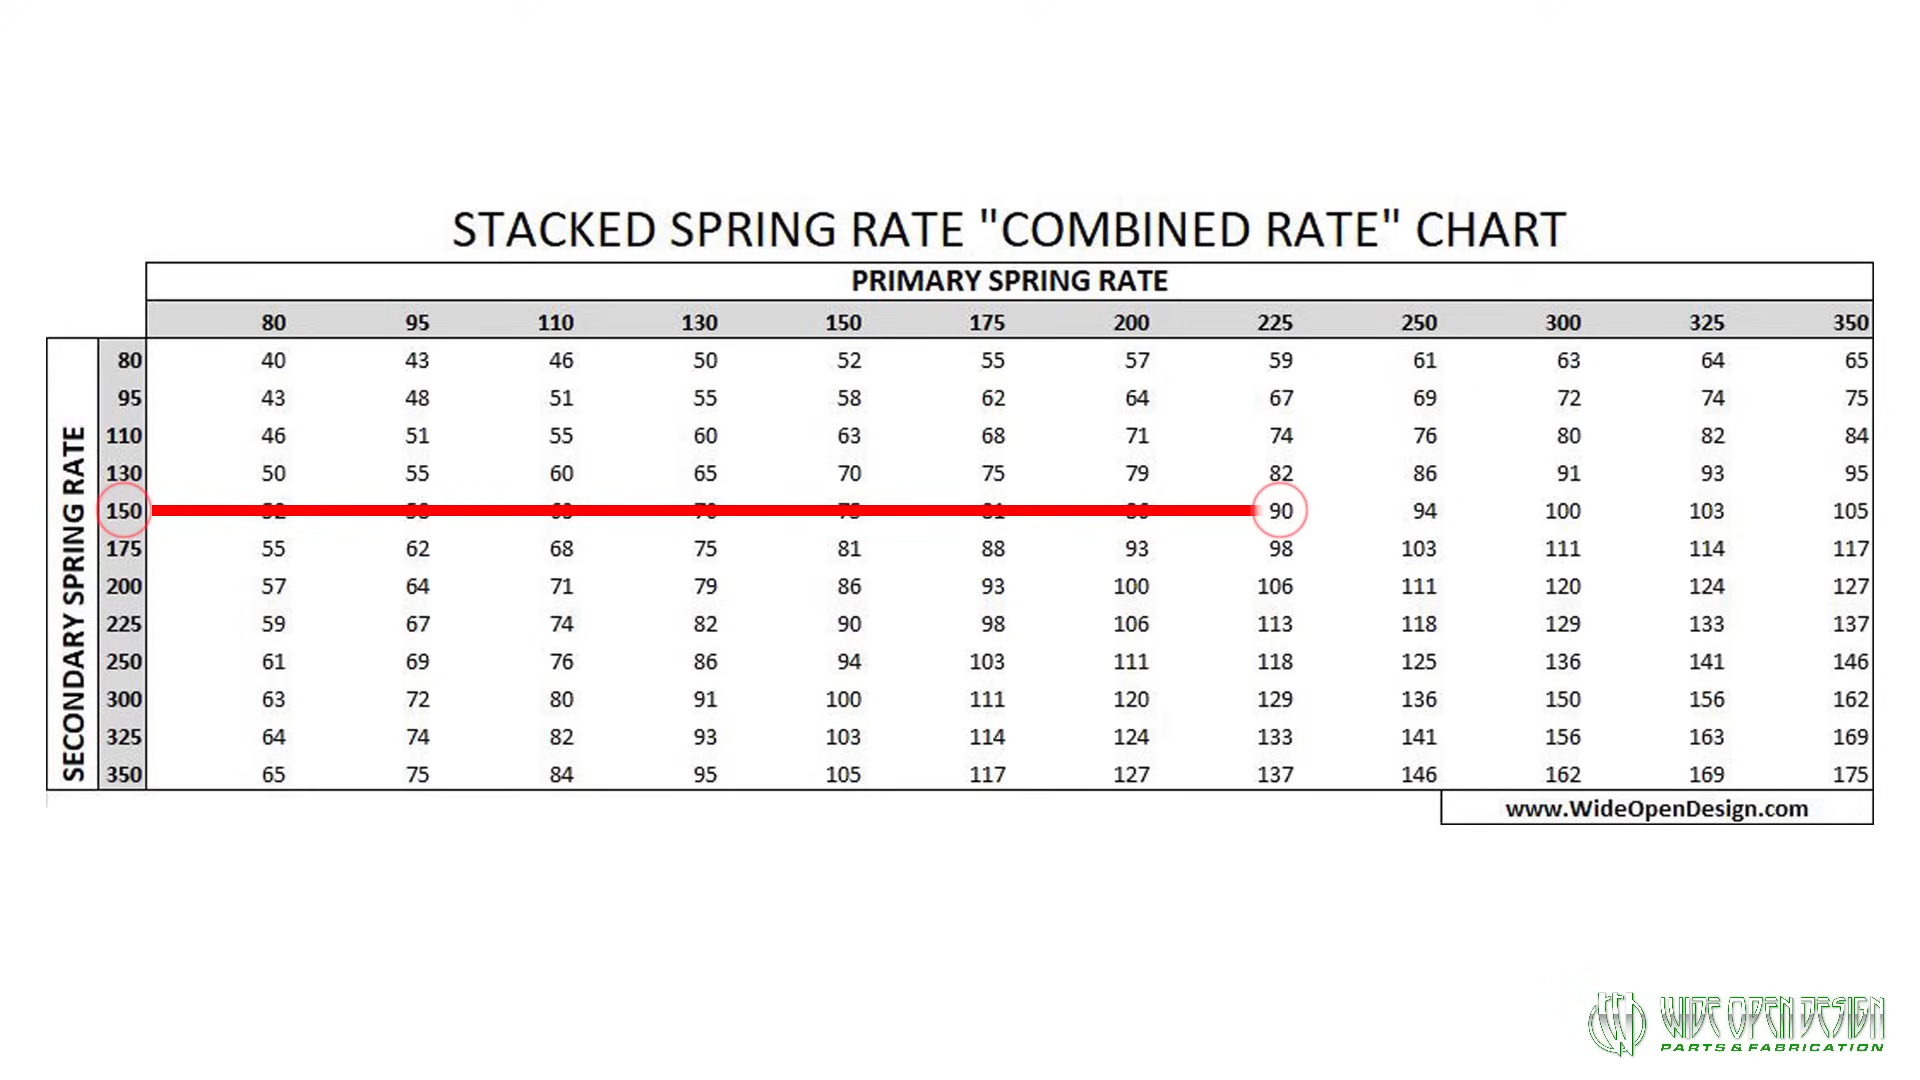 STACKED SPRING RATE "COMBINED RATE" CHART
PRIMARY SPRING RATE
80 95 110 130 150 175 200 225 250 300 325 350
SECONDARY SPRING RATE
80 40 43 46 50 52 55 57 59 61 63 64 65
95 43 48 51 55 58 62 64 67 69 72 74 75
110 46 51 55 60 63 68 71 74 76 80 82 84
130 50 55 60 65 70 75 79 82 86 91 93 95
150 90 94 100 103 105
175 55 62 68 75 81 88 93 98 103 111 114 117
200 57 64 71 79 86 93 100 106 111 120 124 127
225 59 67 74 82 90 98 106 113 118 129 133 137
250 61 69 76 86 94 103 111 118 125 136 141 146
300 63 72 80 91 100 111 120 129 136 150 156 162
325 64 74 82 93 103 114 124 133 141 156 163 169
350 65 75 84 95 105 117 127 137 146 162 169 175
www.WideOpenDesign.com
WIDE OPEN DESIGN
PARTS & FABRICATION